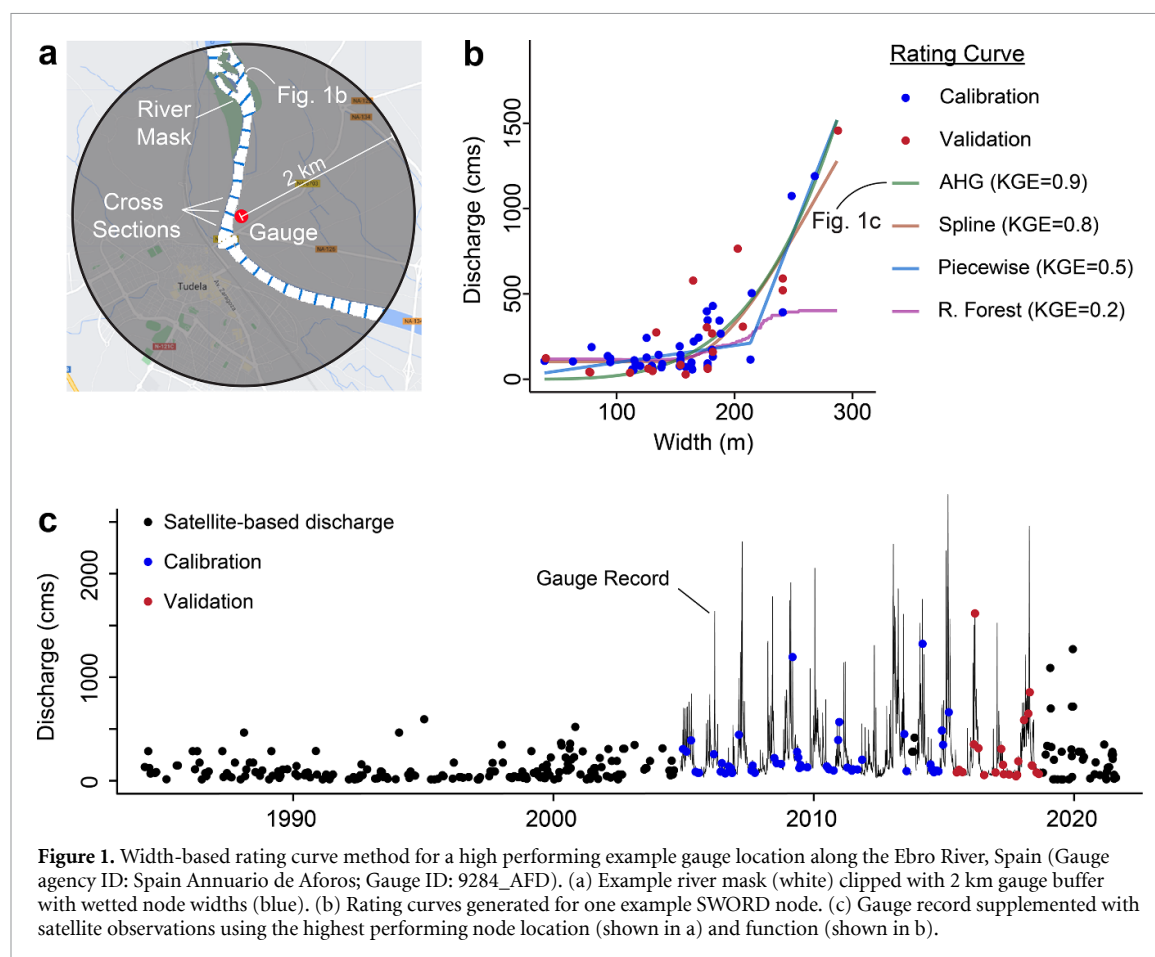 a
River
Mask
Fig. 1b
2 km
Cross
Sections
Gauge
Tudela
Av. Zaragoza
NA-134
NA-126
b
Discharge (cms)
0
500
1000
1500
100
200
300
Width (m)
Fig. 1c
Rating Curve
Calibration
Validation
AHG (KGE=0.9)
Spline (KGE=0.8)
Piecewise (KGE=0.5)
R. Forest (KGE=0.2)
c
Satellite-based discharge
Calibration
Validation
Gauge Record
Discharge (cms)
0
1000
2000
1990
2000
2010
2020
Figure 1. Width-based rating curve method for a high performing example gauge location along the Ebro River, Spain (Gauge
agency ID: Spain Annuario de Aforos; Gauge ID: 9284_AFD). (a) Example river mask (white) clipped with 2 km gauge buffer
with wetted node widths (blue). (b) Rating curves generated for one example SWORD node. (c) Gauge record supplemented with
satellite observations using the highest performing node location (shown in a) and function (shown in b).